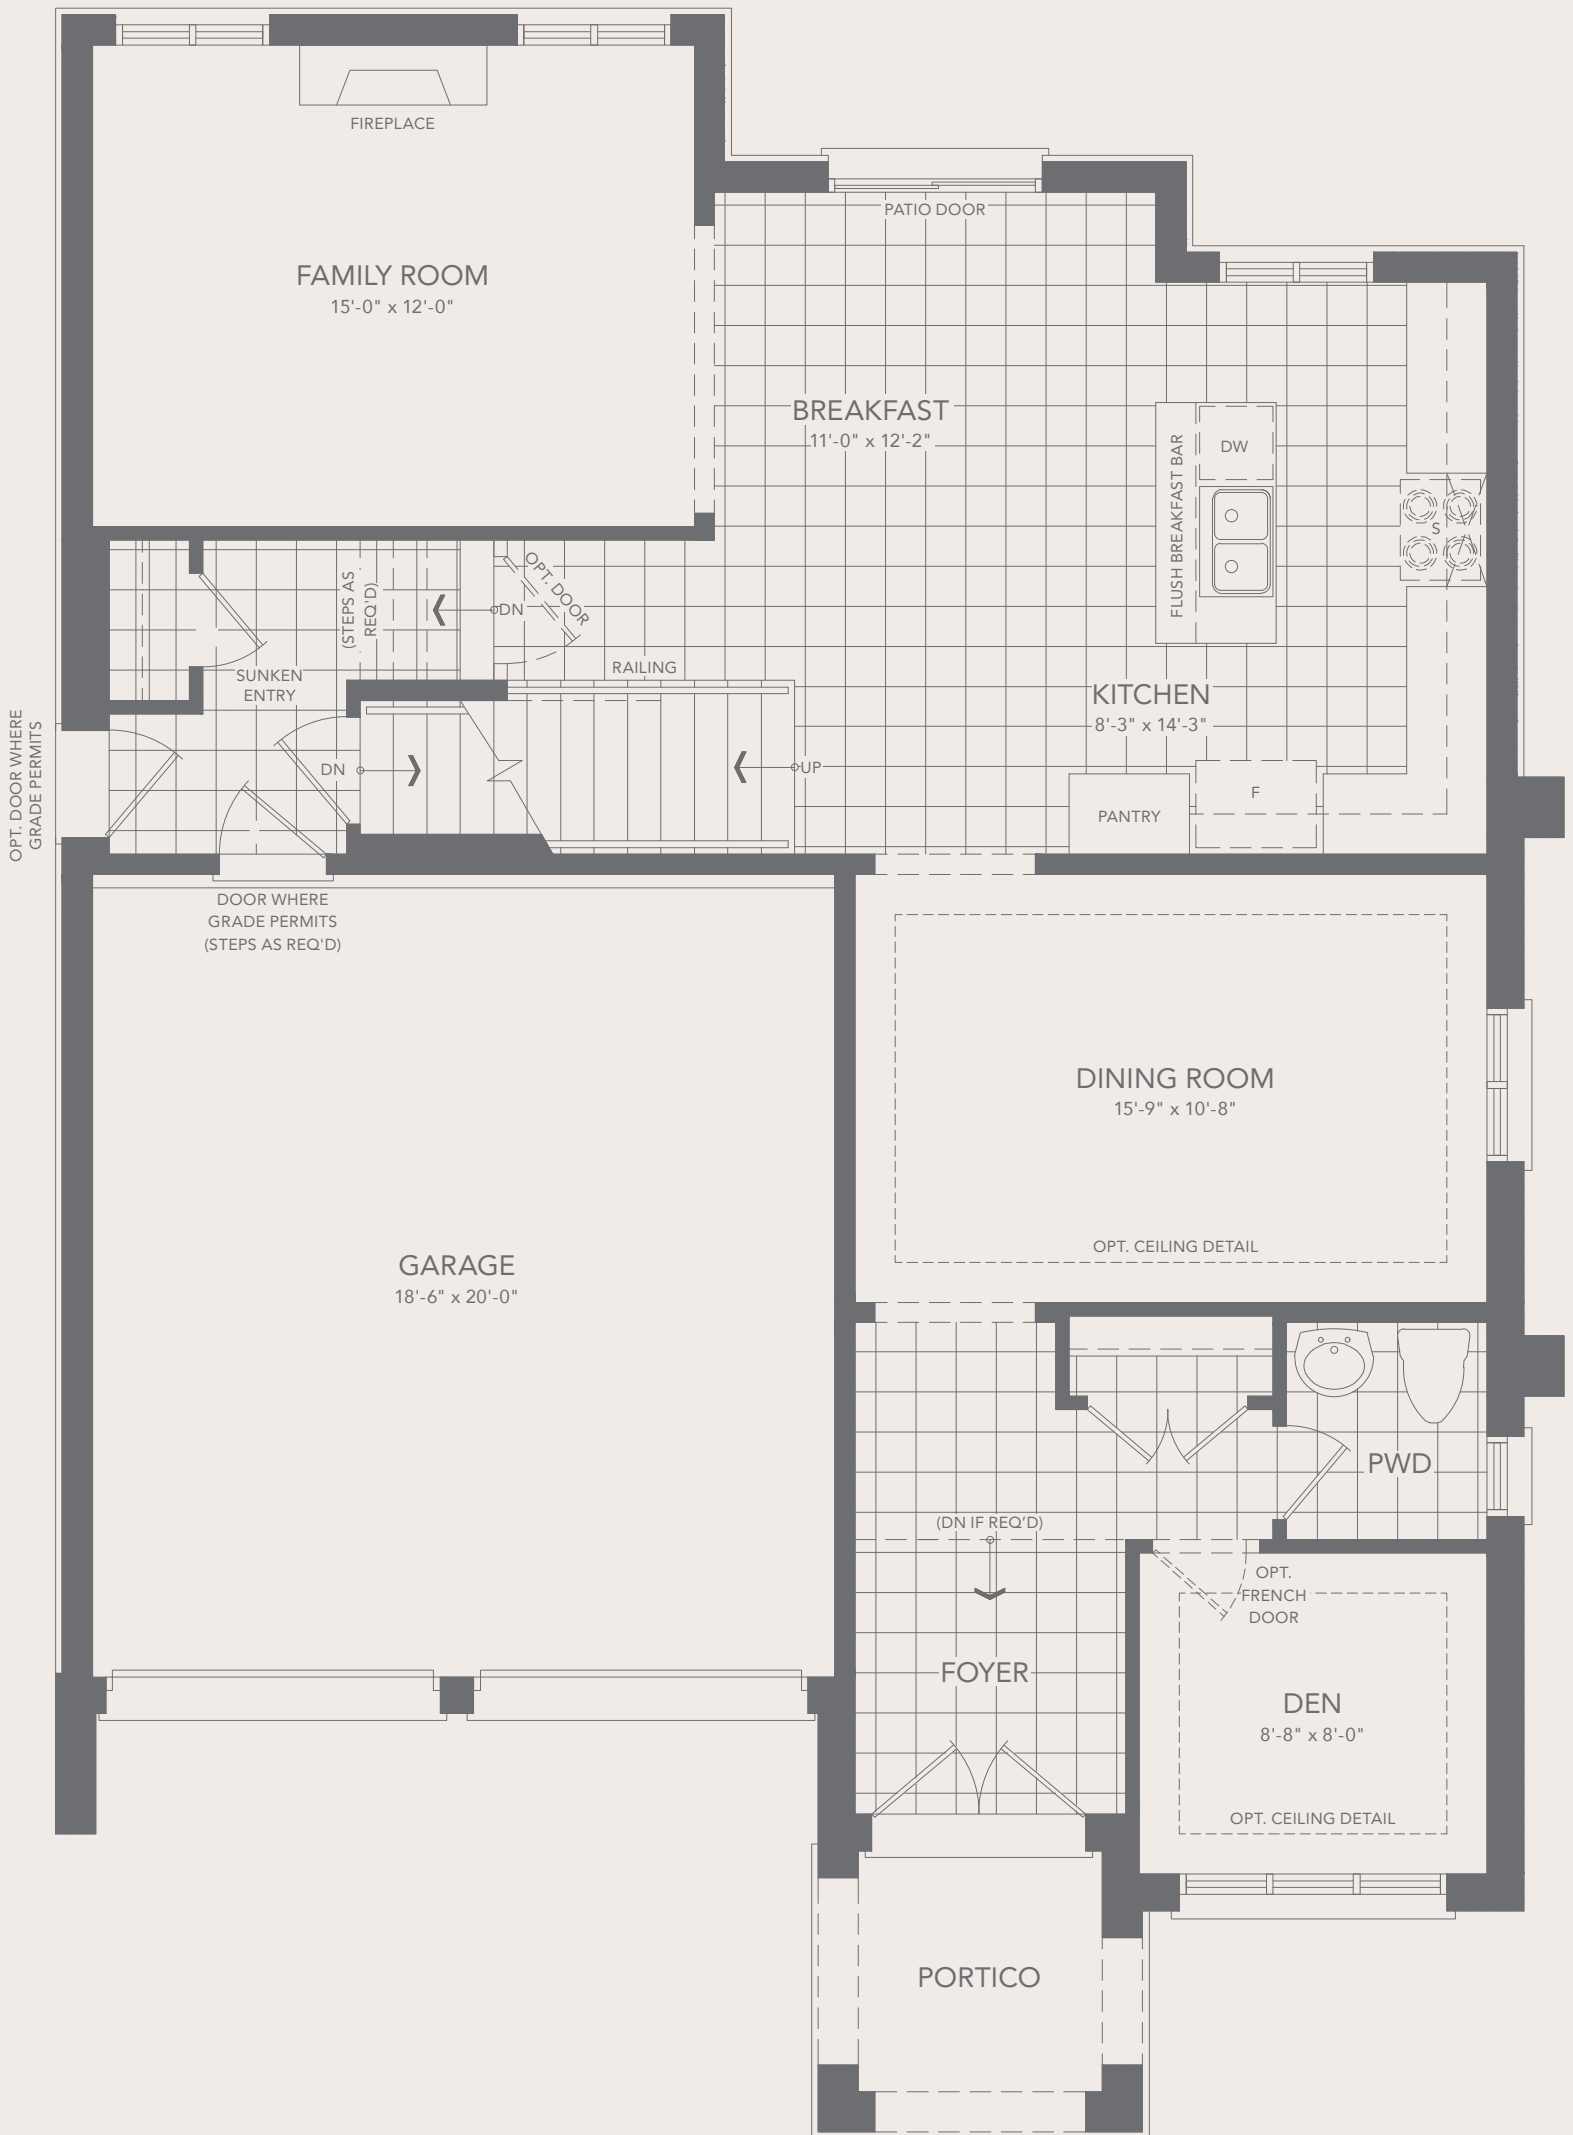 FIREPLACE
PATIO DOOR
FAMILY ROOM
15'-0" x 12'-0"
BREAKFAST
11'-0" x 12'-2"
FLUSH BREAKFAST BAR
DW
S
(STEPS AS
REQ'D)
DN
OPT. DOOR
RAILING
SUNKEN
ENTRY
KITCHEN
8'-3" x 14'-3"
OPT. DOOR WHERE
GRADE PERMITS
DN
UP
PANTRY
F
DOOR WHERE
GRADE PERMITS
(STEPS AS REQ'D)
DINING ROOM
15'-9" x 10'-8"
OPT. CEILING DETAIL
GARAGE
18'-6" x 20'-0"
PWD
(DN IF REQ'D)
OPT.
FRENCH
DOOR
FOYER
DEN
8'-8" x 8'-0"
OPT. CEILING DETAIL
PORTICO